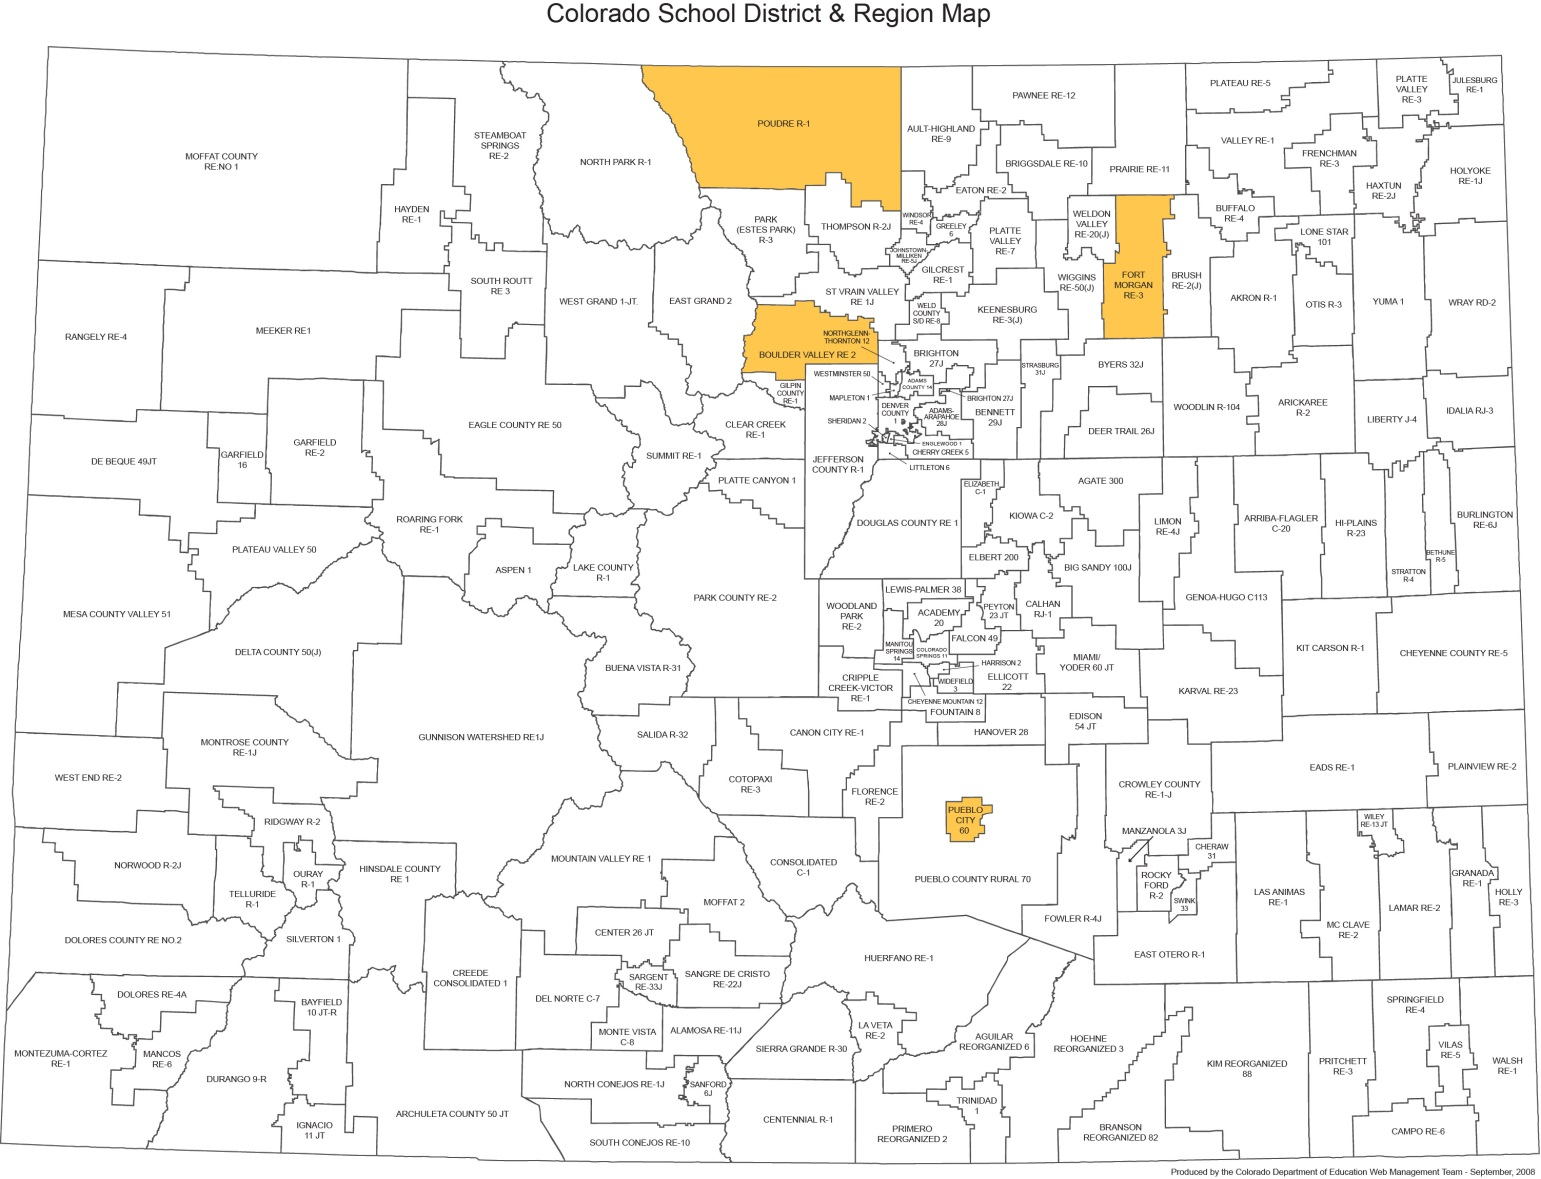 Colorado School District & Region Map
MOFFAT COUNTY
RE:NO 1
HAYDEN
RE-1
STEAMBOAT
SPRINGS
RE-2
NORTH PARK R-1
POUDRE R-1
AULT-HIGHLAND
RE-9
PAWNEE RE-12
BRIGGSDALE RE-10
PRAIRIE RE-11
PLATEAU RE-5
PLATTE
VALLEY
RE-3
JULESBURG
RE-1
VALLEY RE-1
FRENCHMAN
RE-3
HAXTUN
RE-2J
HOLYOKE
RE-1J
BUFFALO
RE-4
LONE STAR
101
EATON RE-2
WINDSOR
RE-4
GREELEY
6
PLATTE
VALLEY
RE-7
WELDON
VALLEY
RE-20(J)
PARK
(ESTES PARK)
R-3
THOMPSON R-2J
JOHNSTOWN-
MILLIKEN
RE-5J
GILCREST
RE-1
WIGGINS
RE-50(J)
FORT
MORGAN
RE-3
BRUSH
RE-2(J)
AKRON R-1
OTIS R-3
YUMA 1
WRAY RD-2
RANGELY RE-4
MEEKER RE1
SOUTH ROUTT
RE 3
WEST GRAND 1-JT.
EAST GRAND 2
ST VRAIN VALLEY
RE 1J
WELD
COUNTY
S/D RE-8
KEENESBURG
RE-3(J)
NORTHGLENN-
THORNTON 12
BOULDER VALLEY RE 2
BRIGHTON
27J
WESTMINSTER 50
ADAMS
COUNTY 14
MAPLETON 1
BRIGHTON 27J
STRASBURG
31J
BYERS 32J
GILPIN
COUNTY
RE-1
DENVER
COUNTY
1
ADAMS-
ARAPAHOE
28J
BENNETT
29J
DEER TRAIL 26J
WOODLIN R-104
ARICKAREE
R-2
LIBERTY J-4
IDALIA RJ-3
SHERIDAN 2
ENGLEWOOD 1
CHERRY CREEK 5
LITTLETON 6
CLEAR CREEK
RE-1
JEFFERSON
COUNTY R-1
DE BEQUE 49JT
GARFIELD
16
GARFIELD
RE-2
EAGLE COUNTY RE 50
SUMMIT RE-1
PLATTE CANYON 1
ELIZABETH
C-1
KIOWA C-2
AGATE 300
DOUGLAS COUNTY RE 1
LIMON
RE-4J
ARRIBA-FLAGLER
C-20
HI-PLAINS
R-23
STRATTON
R-4
BETHUNE
R-5
BURLINGTON
RE-6J
ROARING FORK
RE-1
PLATEAU VALLEY 50
ASPEN 1
LAKE COUNTY
R-1
PARK COUNTY RE-2
ELBERT 200
BIG SANDY 100J
GENOA-HUGO C113
MESA COUNTY VALLEY 51
WOODLAND
PARK
RE-2
LEWIS-PALMER 38
ACADEMY
20
PEYTON
23 JT
CALHAN
RJ-1
FALCON 49
MANITOU
SPRINGS
14
COLORADO
SPRINGS 11
HARRISON 2
WIDEFIELD
3
ELLICOTT
22
MIAMI/
YODER 60 JT
KIT CARSON R-1
CHEYENNE COUNTY RE-5
DELTA COUNTY 50(J)
BUENA VISTA R-31
CRIPPLE
CREEK-VICTOR
RE-1
CHEYENNE MOUNTAIN 12
FOUNTAIN 8
KARVAL RE-23
EDISON
54 JT
HANOVER 28
MONTROSE COUNTY
RE-1J
GUNNISON WATERSHED RE1J
SALIDA R-32
CANON CITY RE-1
WEST END RE-2
COTOPAXI
RE-3
FLORENCE
RE-2
PUEBLO
CITY
60
CROWLEY COUNTY
RE-1-J
EADS RE-1
PLAINVIEW RE-2
RIDGWAY R-2
WILEY
RE-13 JT
MANZANOLA 3J
CHERAW
31
NORWOOD R-2J
TELLURIDE
R-1
OURAY
R-1
HINSDALE COUNTY
RE 1
MOUNTAIN VALLEY RE 1
CONSOLIDATED
C-1
PUEBLO COUNTY RURAL 70
ROCKY
FORD
R-2
SWINK
33
LAS ANIMAS
RE-1
MC CLAVE
RE-2
LAMAR RE-2
GRANADA
RE-1
HOLLY
RE-3
MOFFAT 2
FOWLER R-4J
DOLORES COUNTY RE NO.2
SILVERTON 1
CENTER 26 JT
EAST OTERO R-1
HUERFANO RE-1
CREEDE
CONSOLIDATED 1
SARGENT
RE-33J
SANGRE DE CRISTO
RE-22J
DOLORES RE-4A
BAYFIELD
10 JT-R
DEL NORTE C-7
MONTE VISTA
C-8
ALAMOSA RE-11J
LA VETA
RE-2
SIERRA GRANDE R-30
AGUILAR
REORGANIZED 6
HOEHNE
REORGANIZED 3
SPRINGFIELD
RE-4
MONTEZUMA-CORTEZ
RE-1
MANCOS
RE-6
DURANGO 9-R
KIM REORGANIZED
88
PRITCHETT
RE-3
VILAS
RE-5
WALSH
RE-1
NORTH CONEJOS RE-1J
SANFORD
6J
IGNACIO
11 JT
ARCHULETA COUNTY 50 JT
CENTENNIAL R-1
TRINIDAD
1
PRIMERO
REORGANIZED 2
BRANSON
REORGANIZED 82
CAMPO RE-6
SOUTH CONEJOS RE-10
Produced by the Colorado Department of Education Web Management Team - September, 2008